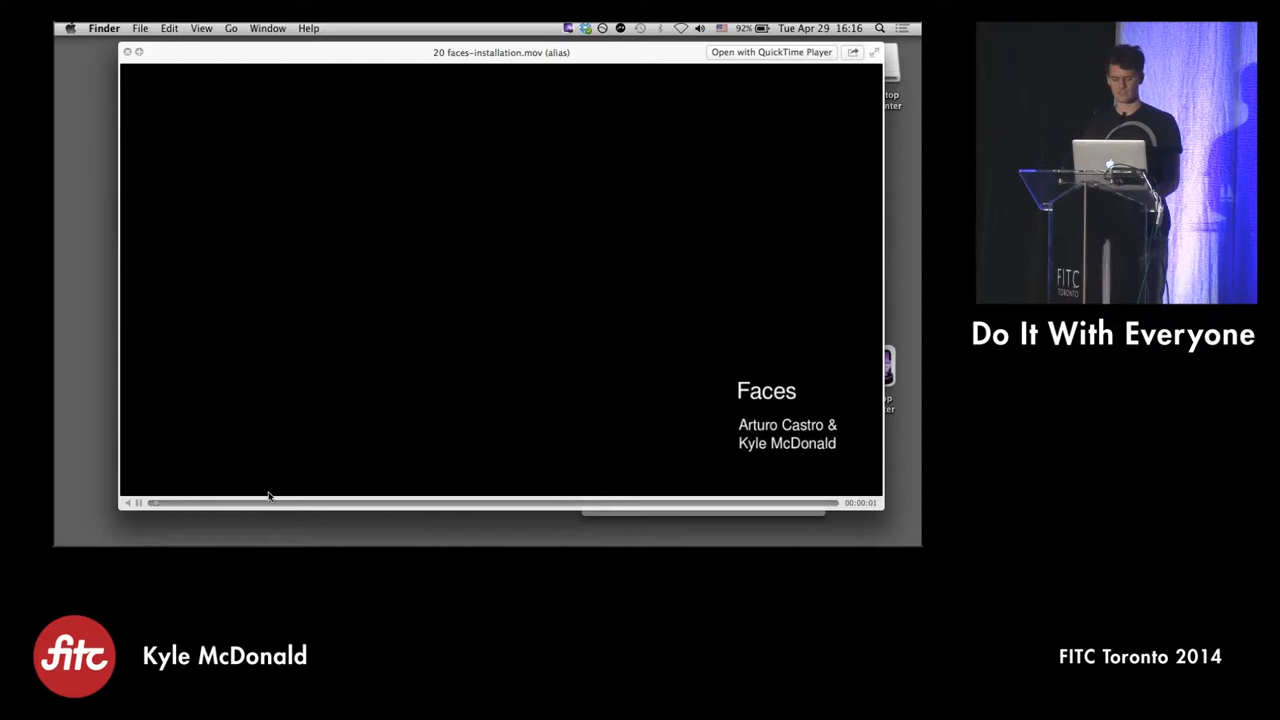 Finder File Edit View Go Window Help 92% Tue Apr 29 16:16
20 faces-installation.mov (alias)
Open with QuickTime Player
Faces
Arturo Castro &
Kyle McDonald
00:00:01
FITC
TORONTO
Do It With Everyone
fitc
Kyle McDonald
FITC Toronto 2014